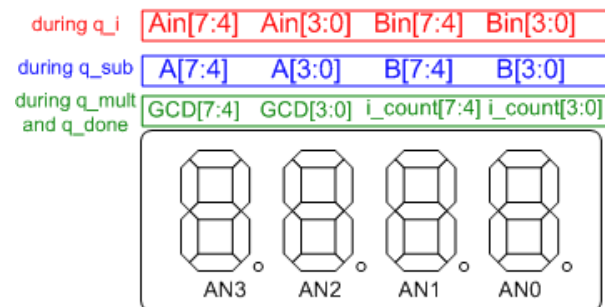 during q_i Ain[7:4] Ain[3:0] Bin[7:4] Bin[3:0]
during q_sub A[7:4] A[3:0] B[7:4] B[3:0]
during q_mult
and q_done GCD[7:4] GCD[3:0] i_count[7:4] i_count[3:0]
AN3 AN2 AN1 AN0